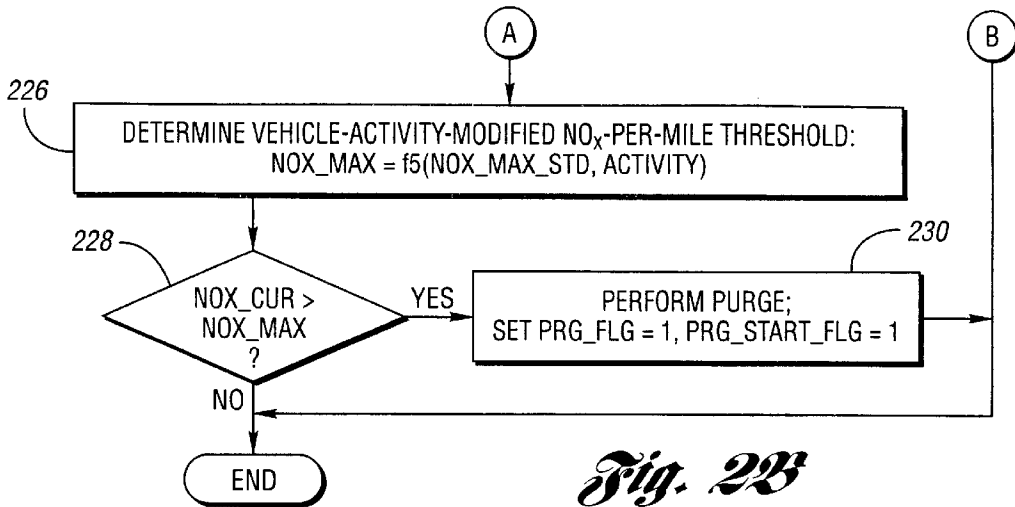 A
B
226
DETERMINE VEHICLE-ACTIVITY-MODIFIED NOx-PER-MILE THRESHOLD:
NOX_MAX = f5(NOX_MAX_STD, ACTIVITY)
228
230
NOX_CUR >
NOX_MAX
?
YES
PERFORM PURGE;
SET PRG_FLG = 1, PRG_START_FLG = 1
NO
END
Fig. 2B